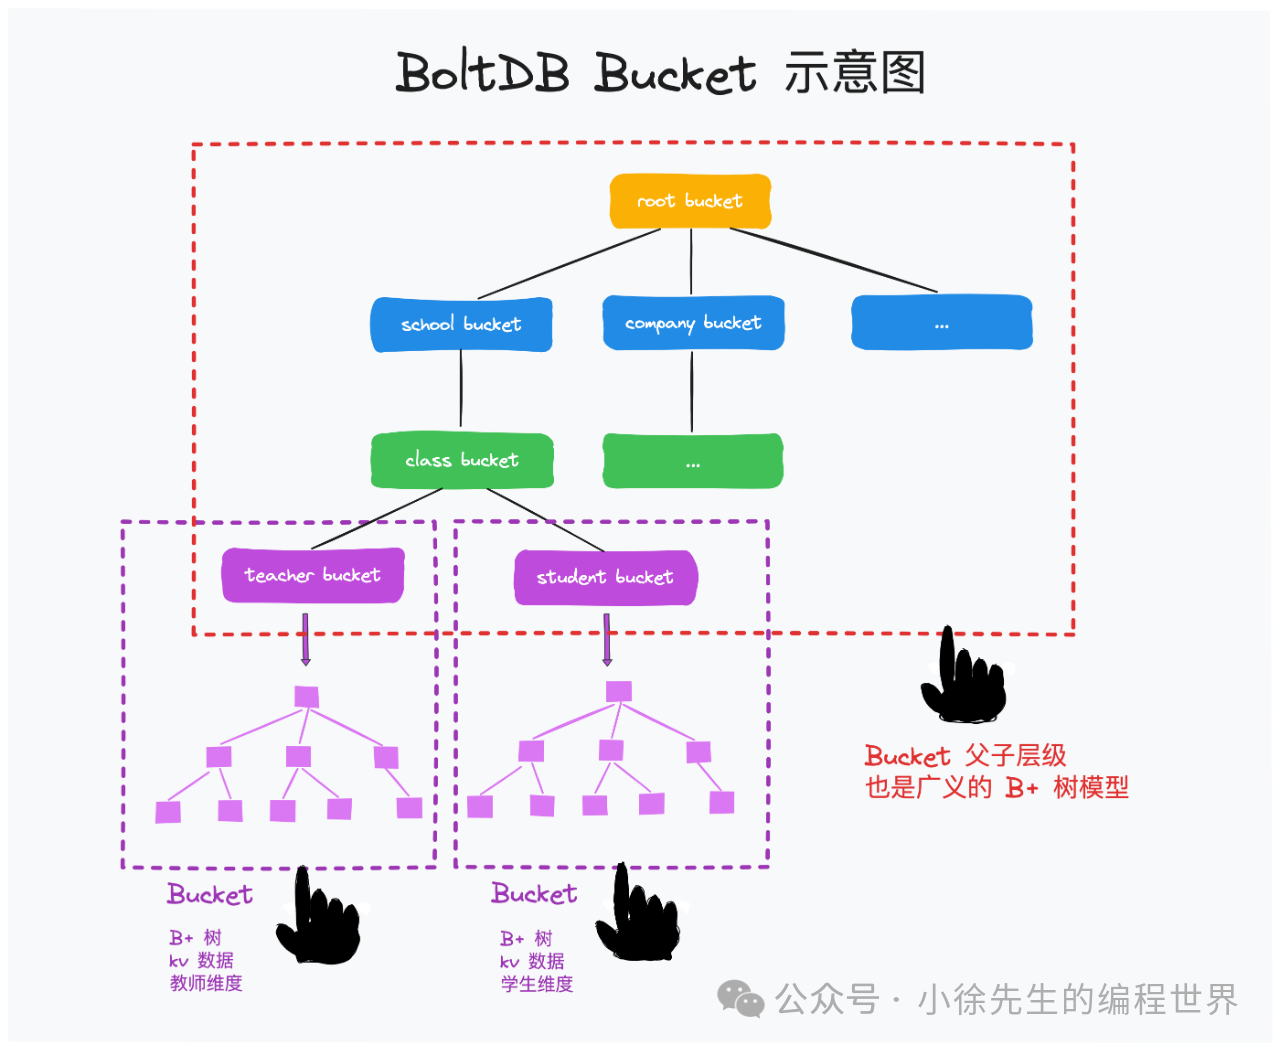 BoltDB Bucket 示意图
root bucket
school bucket
company bucket
...
class bucket
...
teacher bucket
student bucket
Bucket 父子层级
也是广义的 B+ 树模型
Bucket
B+ 树
kv 数据
教师维度
Bucket
B+ 树
kv 数据
学生维度
公众号 · 小徐先生的编程世界